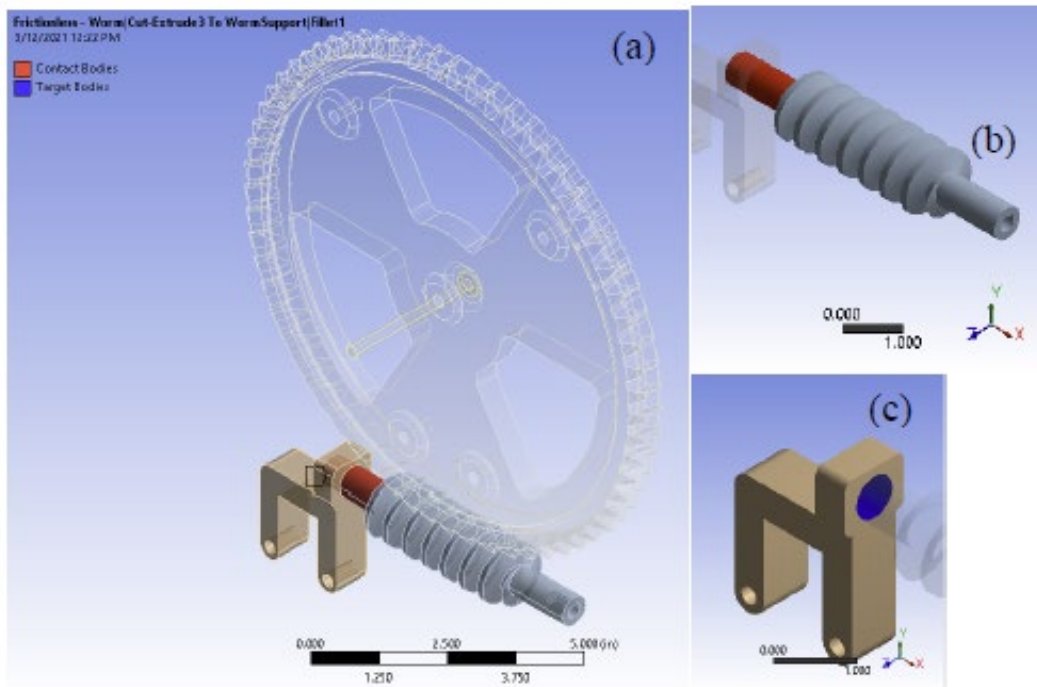 Frictionless - Worm|Cut-Extrude3 To WormSupport|Fillet1
3/12/2021 12:22 PM
Contact Bodies
Target Bodies
(a)
0.000
2.500
5.000(in)
1.250
3.750
(b)
0.000
1.000
Y
Z
X
(c)
0.000
1.000
Y
Z
X